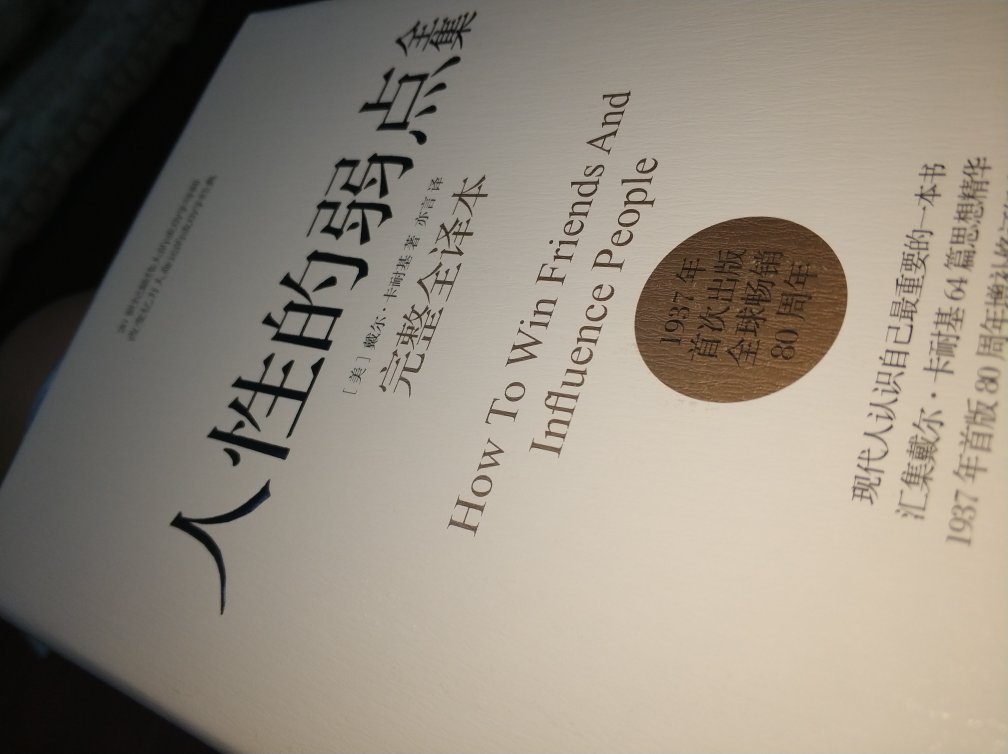 人性的弱点全集
[美]戴尔·卡耐基 著 亦言 译
完整全译本
How To Win Friends And
Influence People
1937年
首次出版
全球畅销
80周年
现代人认识自己最重要的一本书
汇集戴尔·卡耐基64篇思想精华
1937年首版80周年增补修订